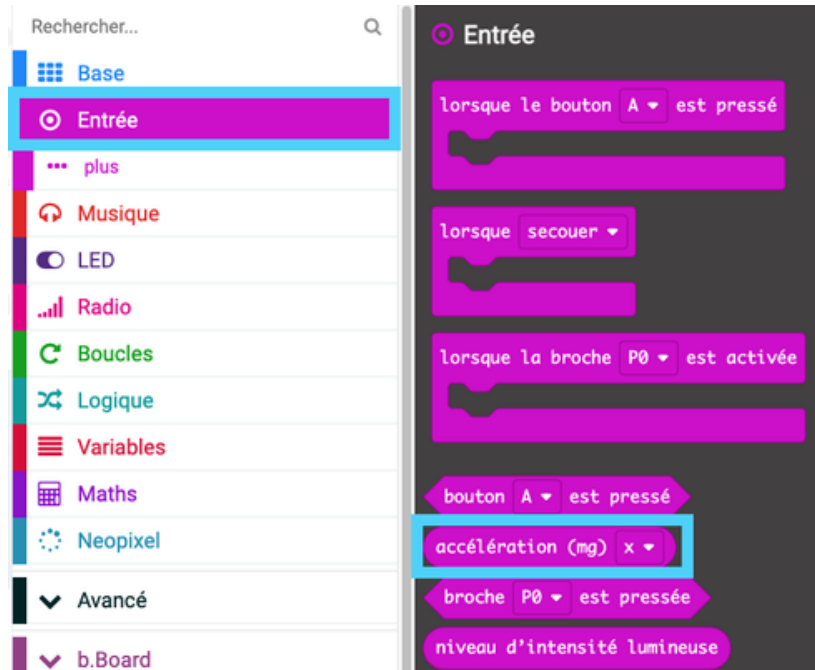 Rechercher...
Base
Entrée
plus
Musique
LED
Radio
Boucles
Logique
Variables
Maths
Neopixel
Avancé
b.Board
Entrée
lorsque le bouton A est pressé
lorsque secouer
lorsque la broche P0 est activée
bouton A est pressé
accélération (mg) x
broche P0 est pressée
niveau d'intensité lumineuse